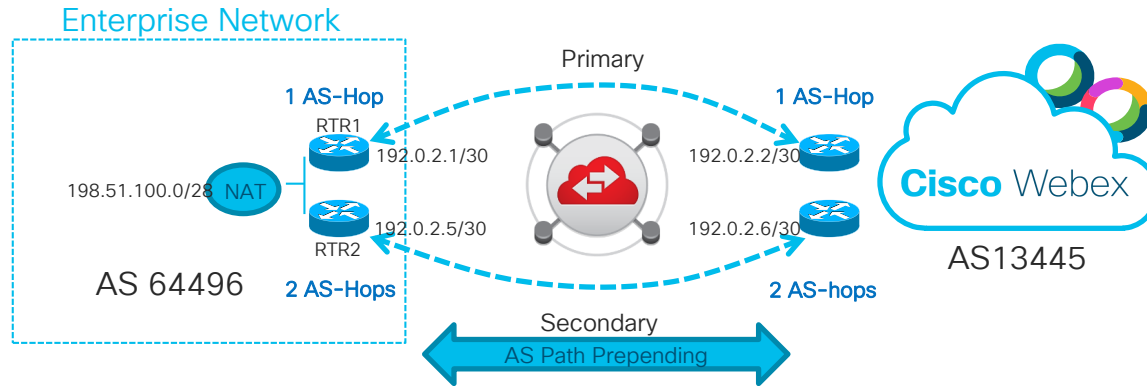 Enterprise Network
Primary
1 AS-Hop
1 AS-Hop
RTR1
192.0.2.1/30
192.0.2.2/30
198.51.100.0/28
NAT
Cisco Webex
192.0.2.5/30
192.0.2.6/30
RTR2
AS13445
AS 64496
2 AS-Hops
2 AS-hops
Secondary
AS Path Prepending